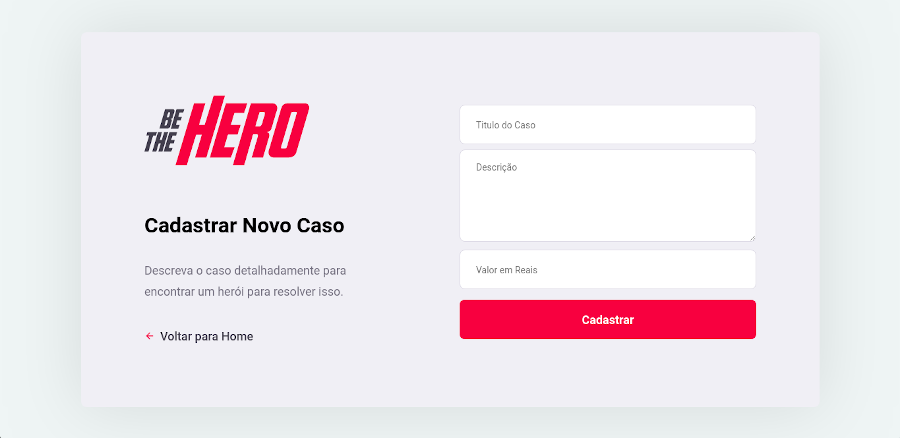 BE
THE HERO
Cadastrar Novo Caso
Descreva o caso detalhadamente para
encontrar um herói para resolver isso.
Voltar para Home
Titulo do Caso
Descrição
Valor em Reais
Cadastrar